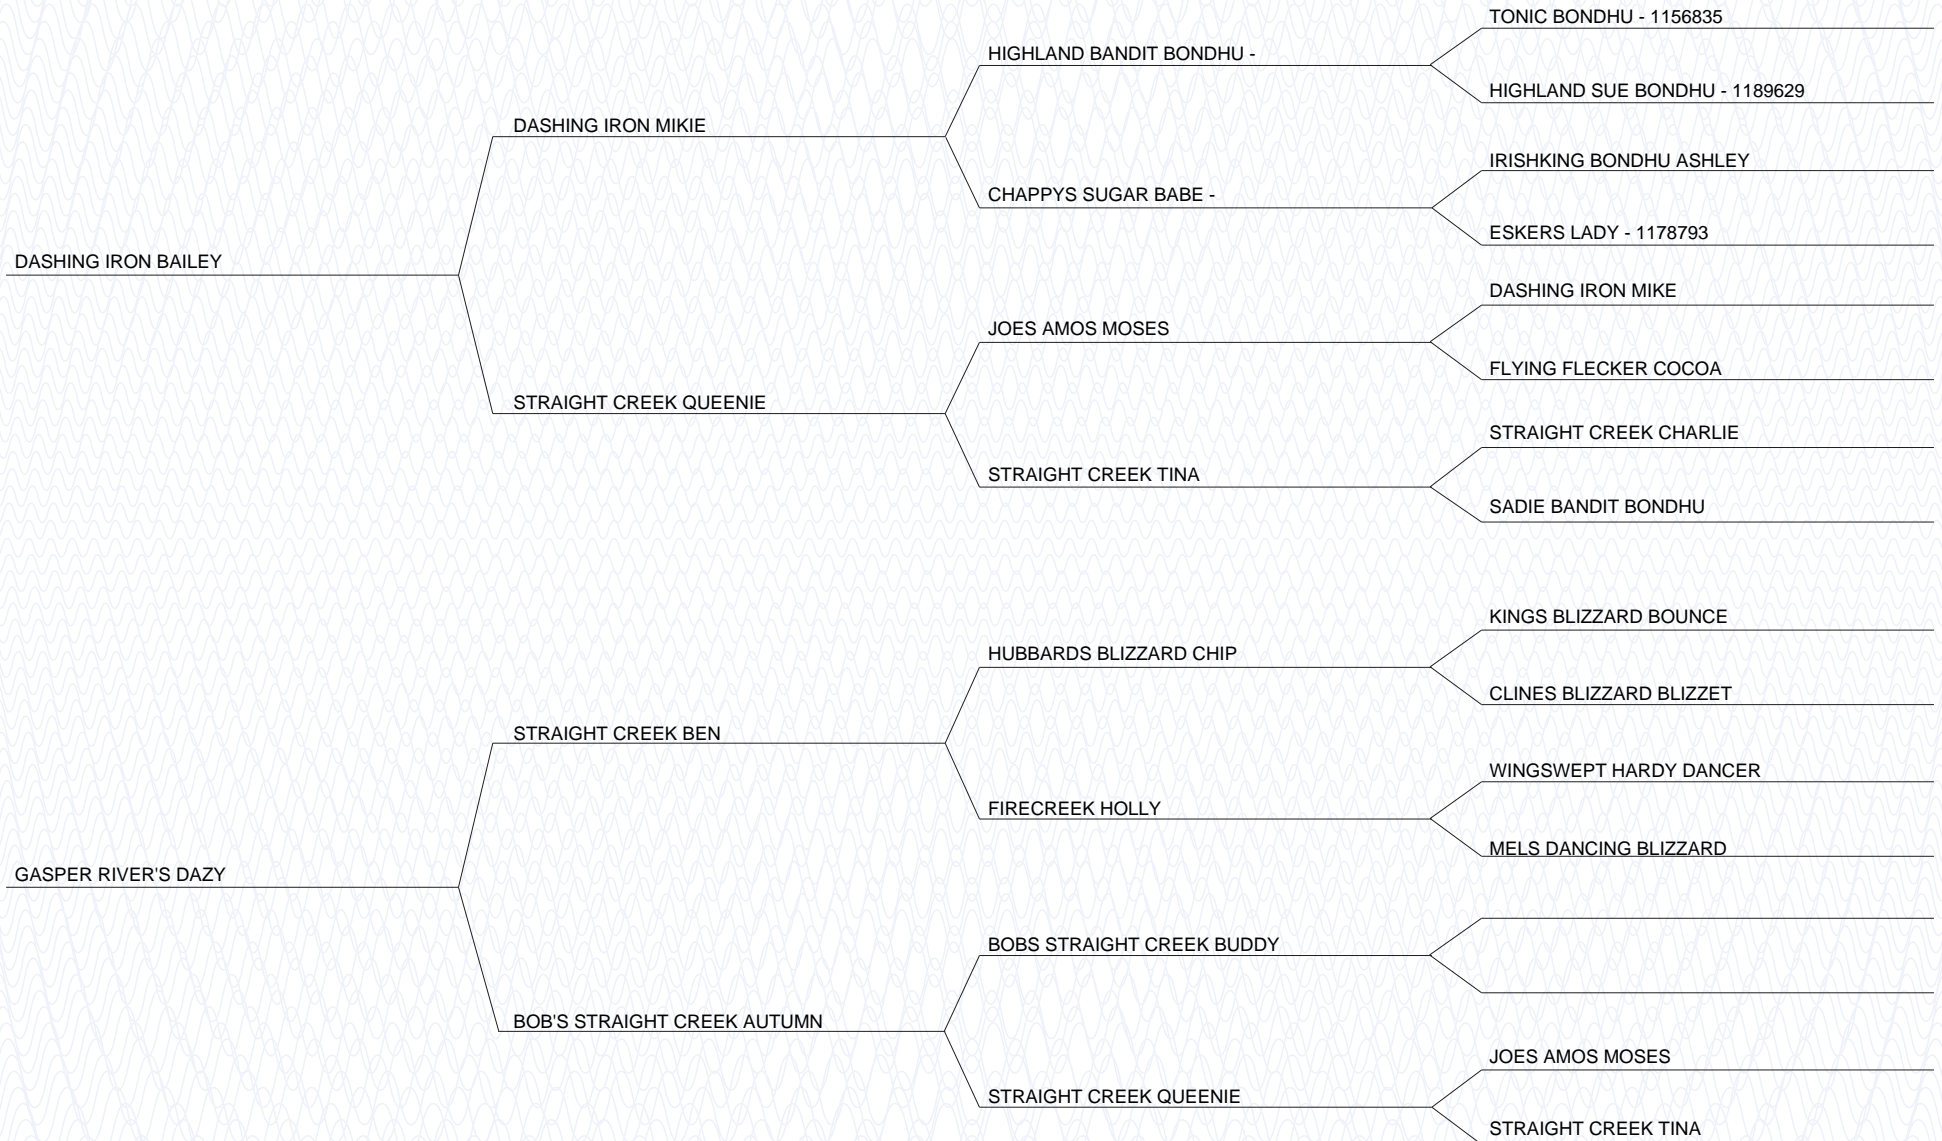 TONIC BONDHU - 1156835
HIGHLAND BANDIT BONDHU -
HIGHLAND SUE BONDHU - 1189629
DASHING IRON MIKIE
IRISHKING BONDHU ASHLEY
CHAPPYS SUGAR BABE -
ESKERS LADY - 1178793
DASHING IRON BAILEY
DASHING IRON MIKE
JOES AMOS MOSES
FLYING FLECKER COCOA
STRAIGHT CREEK QUEENIE
STRAIGHT CREEK CHARLIE
STRAIGHT CREEK TINA
SADIE BANDIT BONDHU
KINGS BLIZZARD BOUNCE
HUBBARDS BLIZZARD CHIP
CLINES BLIZZARD BLIZZET
STRAIGHT CREEK BEN
WINGSWEPT HARDY DANCER
FIRECREEK HOLLY
MELS DANCING BLIZZARD
GASPER RIVER'S DAZY
BOBS STRAIGHT CREEK BUDDY
BOB'S STRAIGHT CREEK AUTUMN
JOES AMOS MOSES
STRAIGHT CREEK QUEENIE
STRAIGHT CREEK TINA